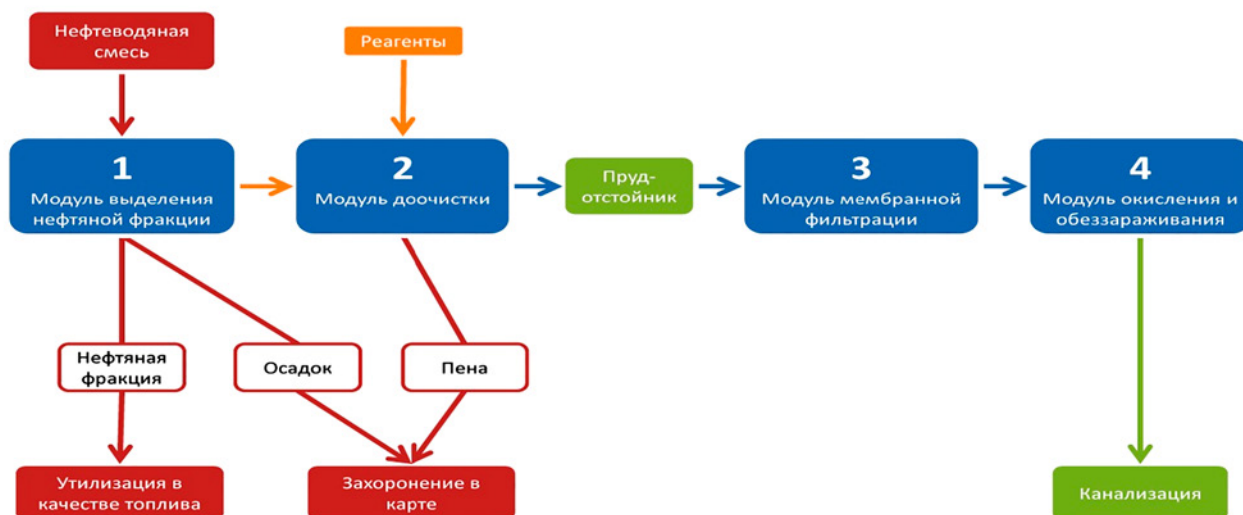 Нефтеводяная
смесь
Реагенты
1
Модуль выделения
нефтяной фракции
2
Модуль доочистки
Пруд-
отстойник
3
Модуль мембранной
фильтрации
4
Модуль окисления и
обеззараживания
Нефтяная
фракция
Осадок
Пена
Утилизация в
качестве топлива
Захоронение в
карте
Канализация